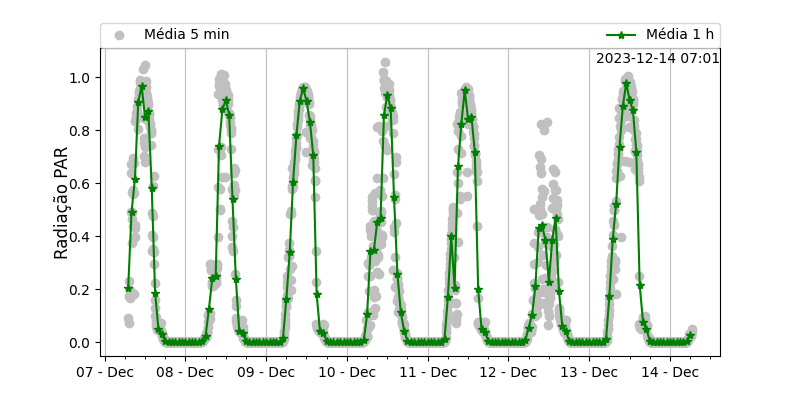 Média 5 min
Média 1 h
2023-12-14 07:01
Radiação PAR
1.0
0.8
0.6
0.4
0.2
0.0
07 - Dec
08 - Dec
09 - Dec
10 - Dec
11 - Dec
12 - Dec
13 - Dec
14 - Dec